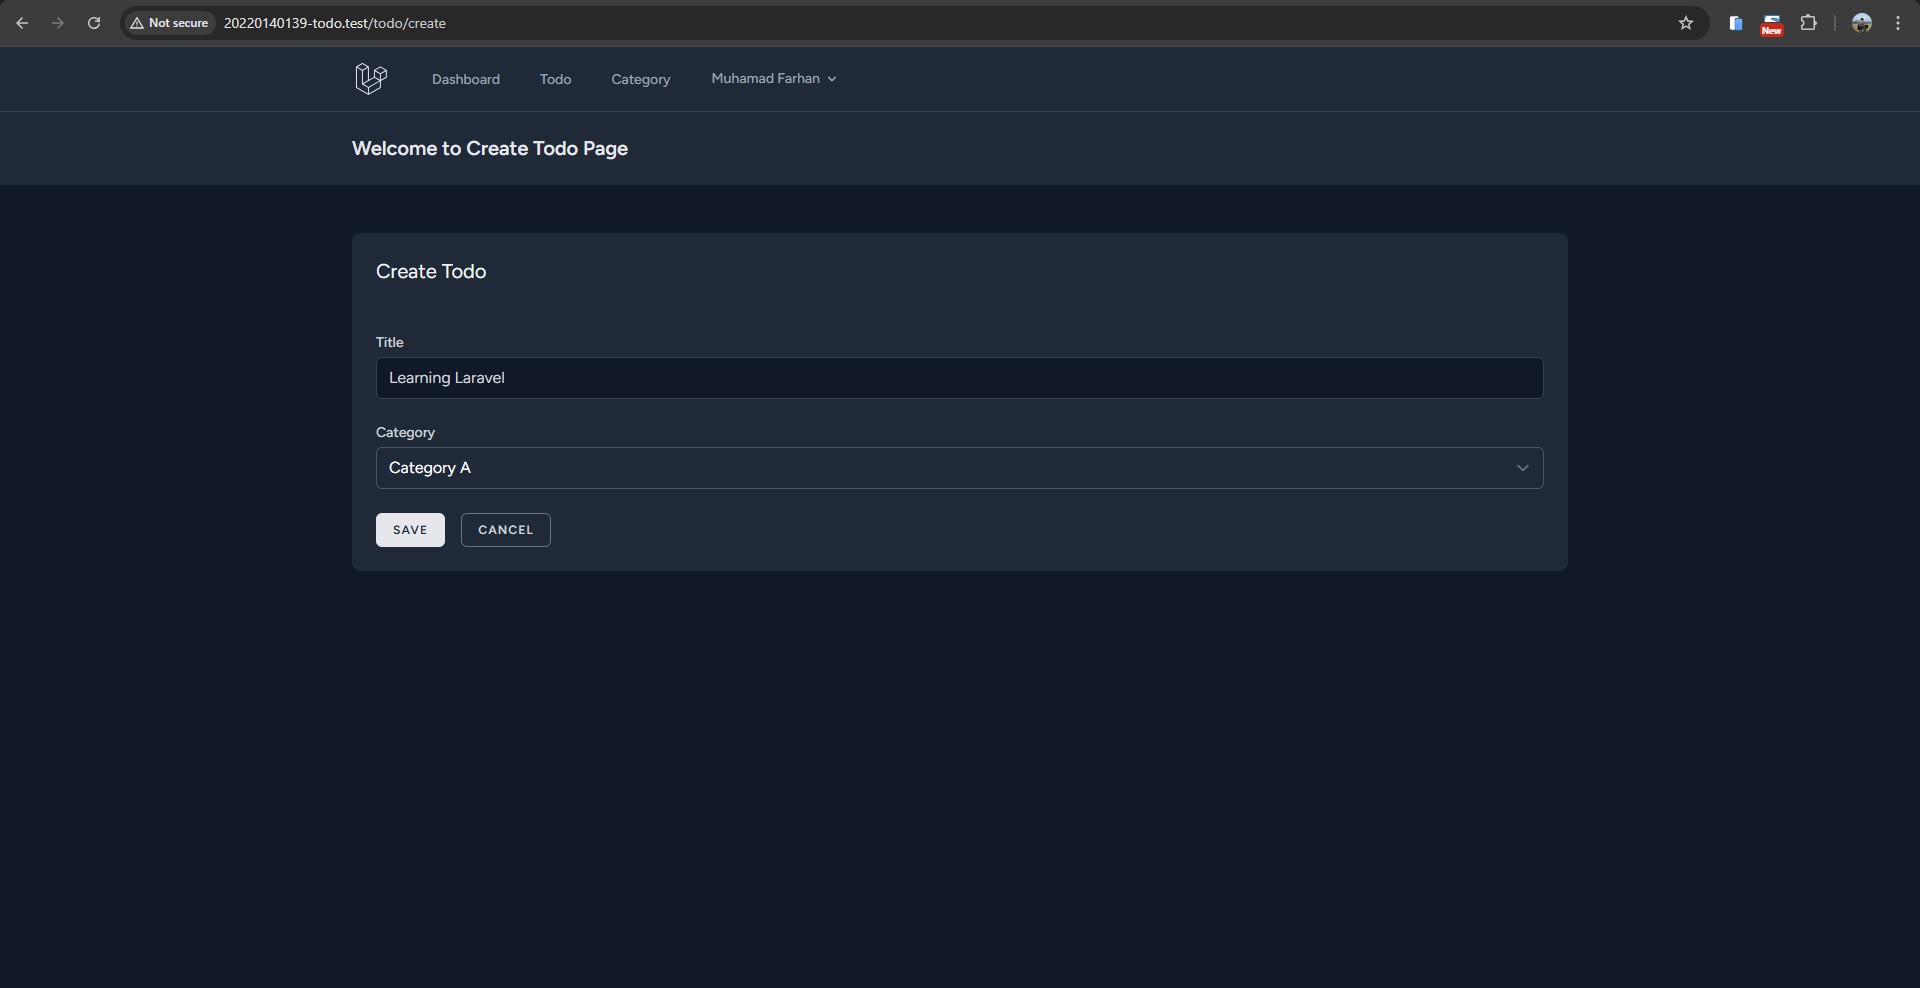 Not secure 20220140139-todo.test/todo/create
New
Dashboard Todo Category Muhamad Farhan
Welcome to Create Todo Page
Create Todo
Title
Learning Laravel
Category
Category A
SAVE CANCEL